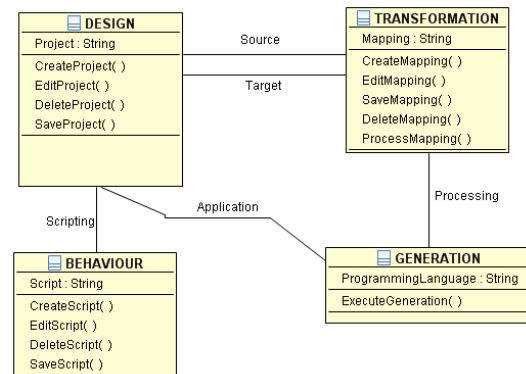 DESIGN
Project : String
CreateProject( )
EditProject( )
DeleteProject( )
SaveProject( )
Source
Target
TRANSFORMATION
Mapping : String
CreateMapping( )
EditMapping( )
SaveMapping( )
DeleteMapping( )
ProcessMapping( )
Scripting
Application
Processing
BEHAVIOUR
Script : String
CreateScript( )
EditScript( )
DeleteScript( )
SaveScript( )
GENERATION
ProgrammingLanguage : String
ExecuteGeneration( )